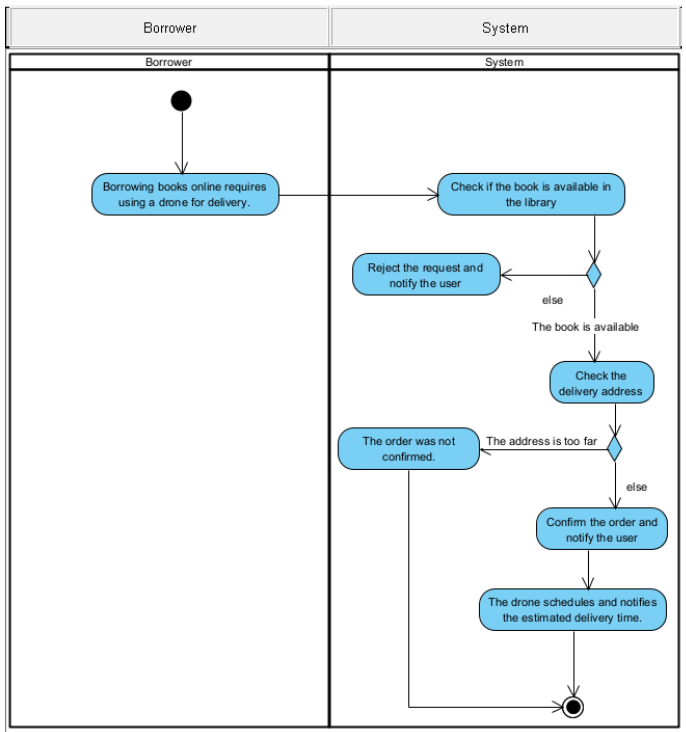 Borrower
System
Borrower
System
Borrowing books online requires
using a drone for delivery.
Check if the book is available in
the library
Reject the request and
notify the user
else
The book is available
Check the
delivery address
The order was not
confirmed.
The address is too far
else
Confirm the order and
notify the user
The drone schedules and notifies
the estimated delivery time.